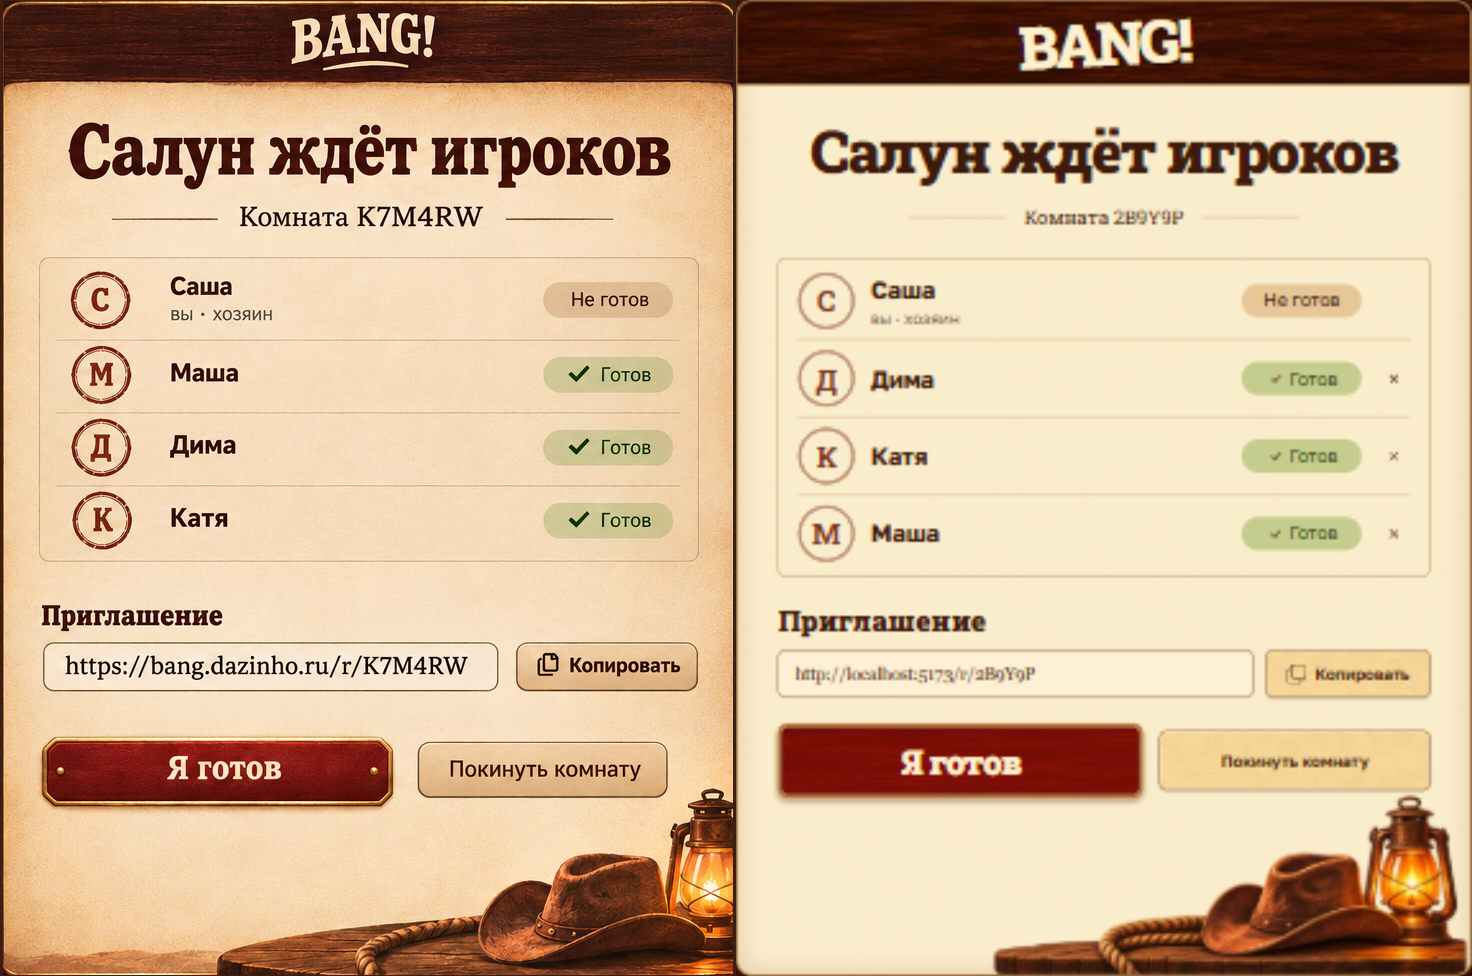 BANG!
Салун ждёт игроков
Комната K7M4RW
С
Саша
вы • хозяин
Не готов
М
Маша
Готов
Д
Дима
Готов
К
Катя
Готов
Приглашение
https://bang.dazinho.ru/r/K7M4RW
Копировать
Я готов
Покинуть комнату
BANG!
Салун ждёт игроков
Комната 2B9Y9P
С
Саша
вы · хозяин
Не готов
Д
Дима
Готов
×
К
Катя
Готов
×
М
Маша
Готов
×
Приглашение
http://localhost:5173/r/2B9Y9P
Копировать
Я готов
Покинуть комнату